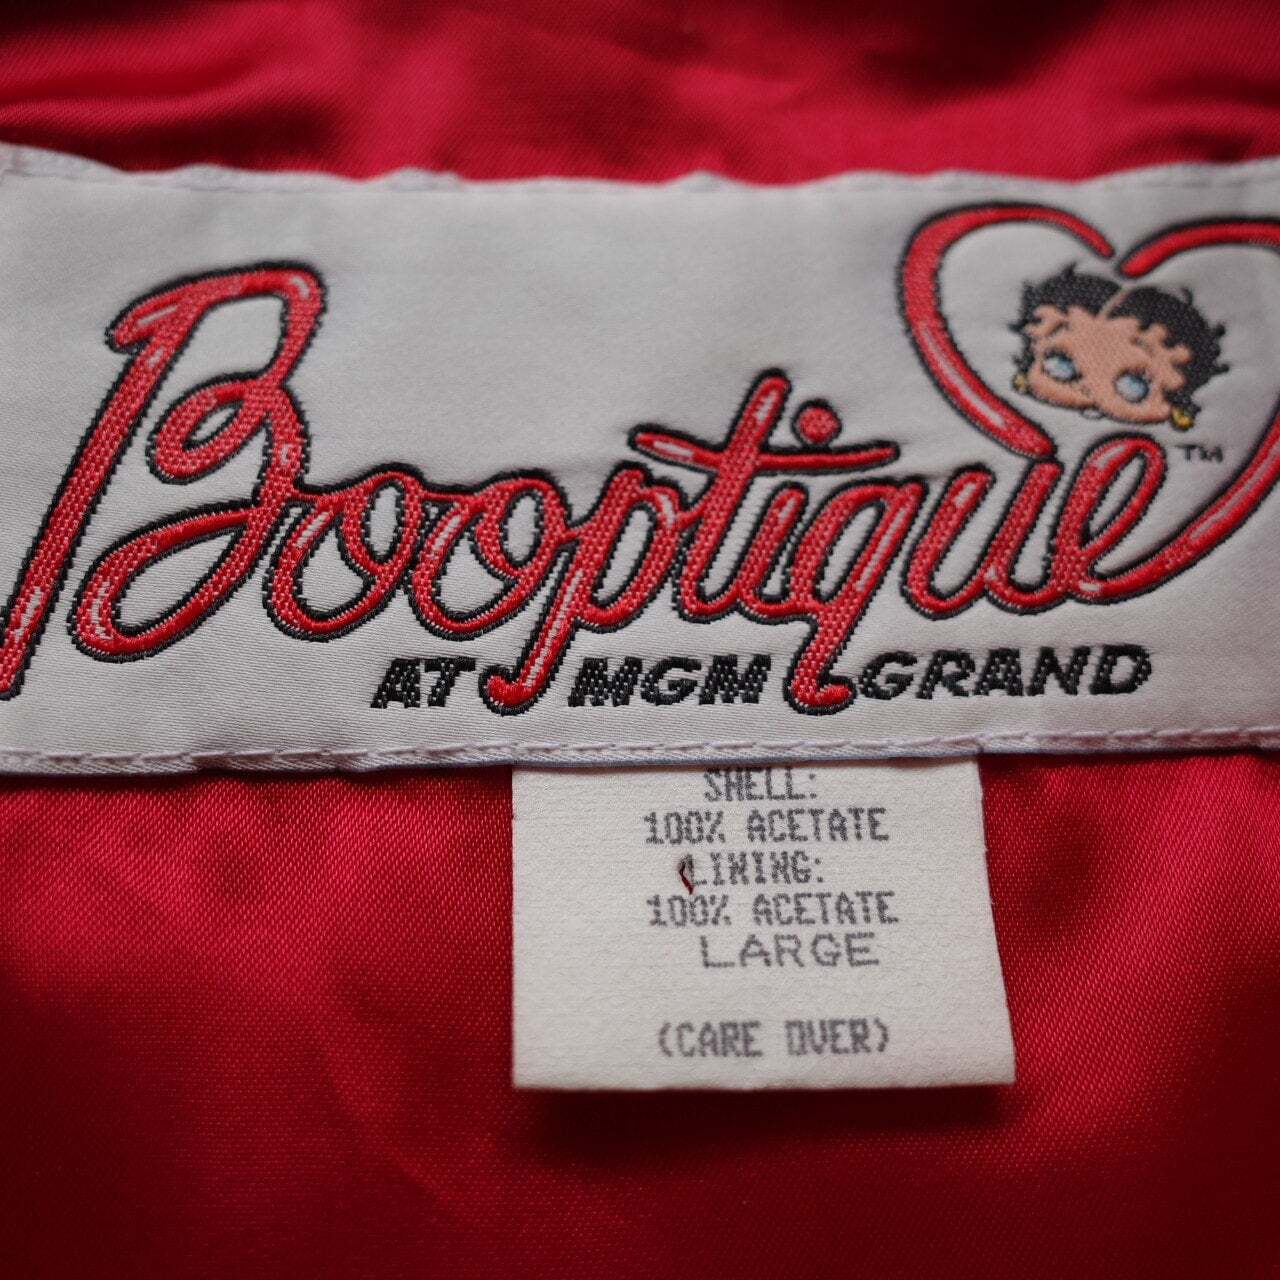 Booptique
TM
AT MGM GRAND
SHELL:
100% ACETATE
LINING:
100% ACETATE
LARGE
(CARE OVER)